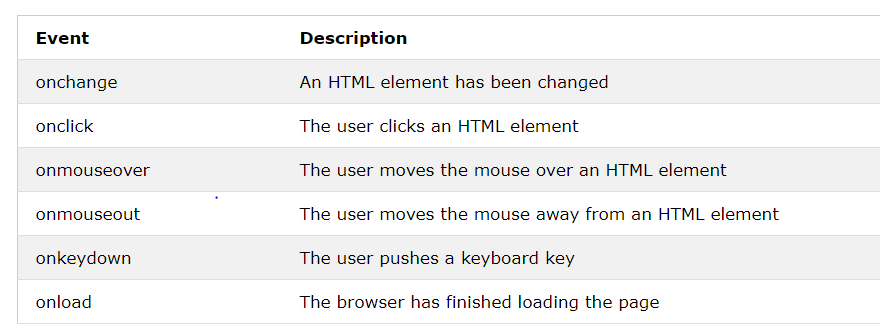 Event Description
onchange An HTML element has been changed
onclick The user clicks an HTML element
onmouseover The user moves the mouse over an HTML element
onmouseout The user moves the mouse away from an HTML element
onkeydown The user pushes a keyboard key
onload The browser has finished loading the page